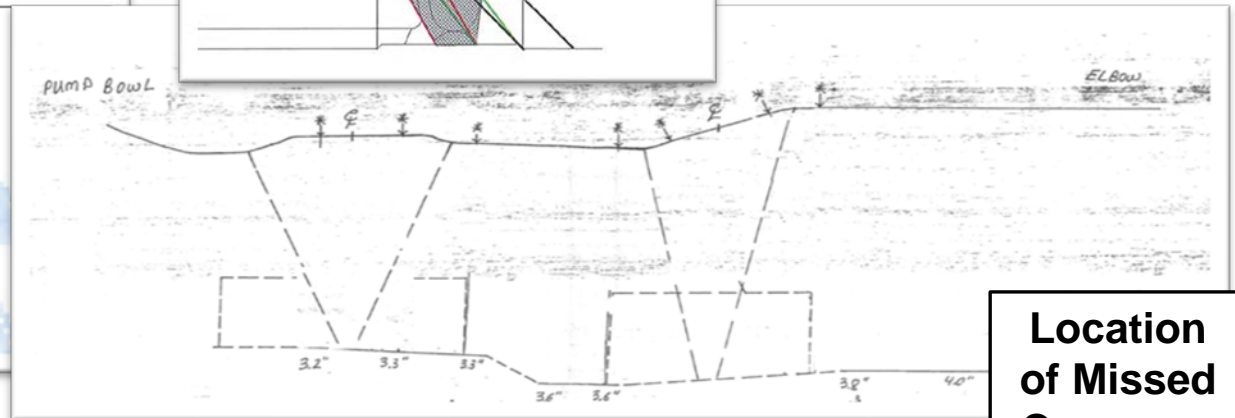 PUMP BOWL
ELBOW
℄
℄
3.2" 3.3" 3.3"
3.6" 3.6"
3.8" 4.0"
Location
of Missed